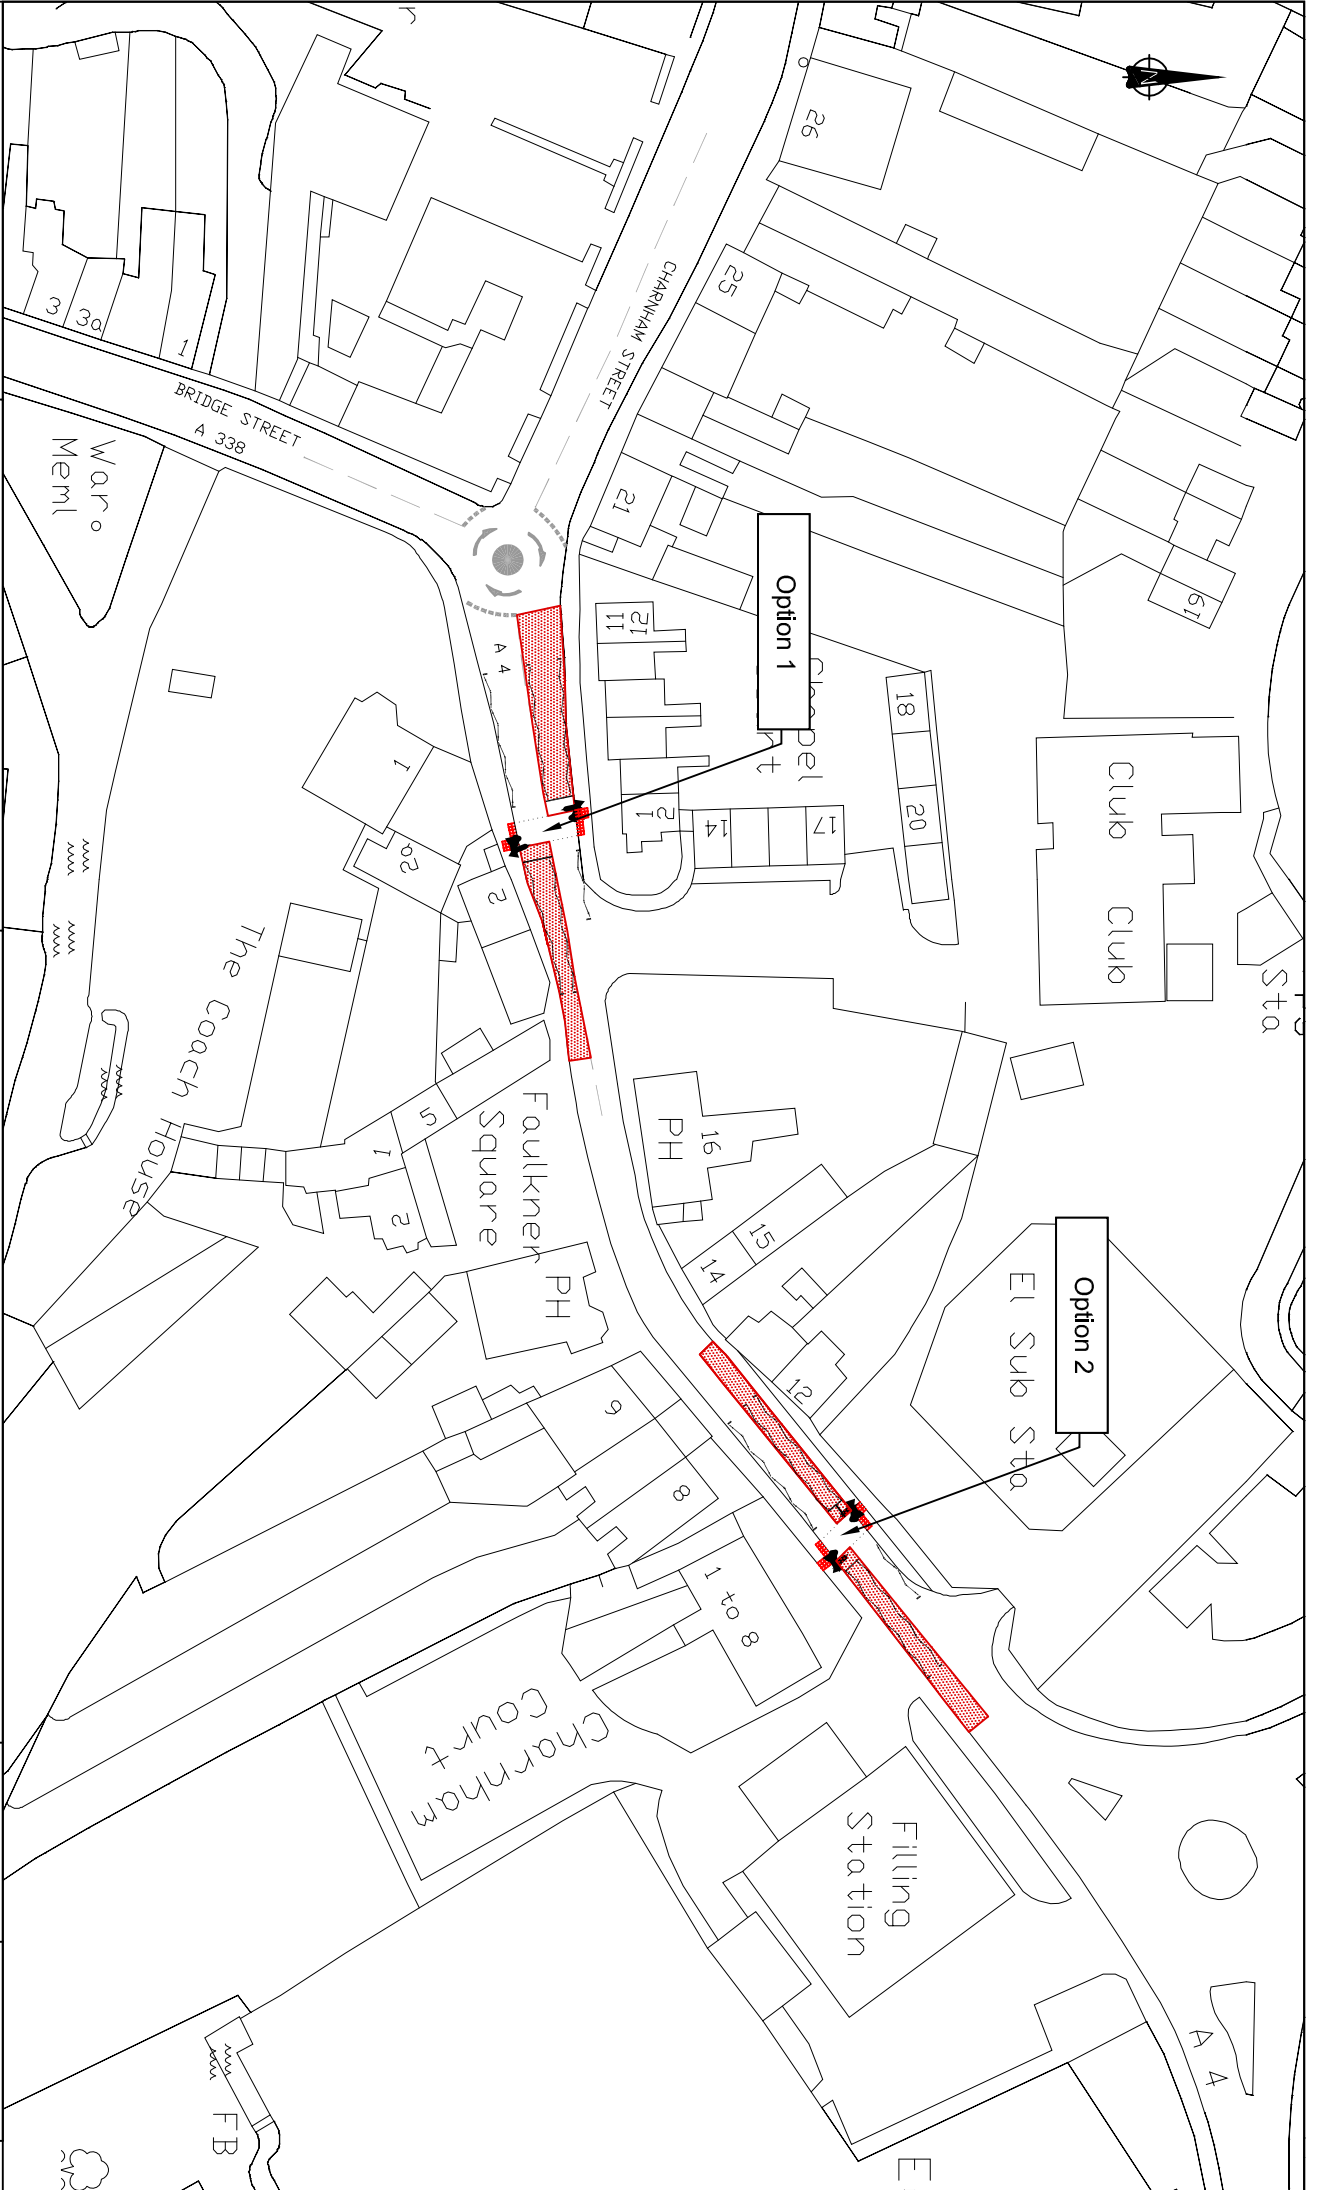 N
26
25
CHARNHAM STREET
21
BRIDGE STREET
A 338
3
3a
1
War
Meml
A 4
11
12
Option 1
18
20
14
17
1
2
19
Club
Club
Sta
1
2a
2
The Coach House
5
1
2
Faulkner
Square
PH
16
PH
15
14
12
Option 2
El Sub Sta
9
8
1 to 8
Charnham
Court
Filling
Station
A 4
FB